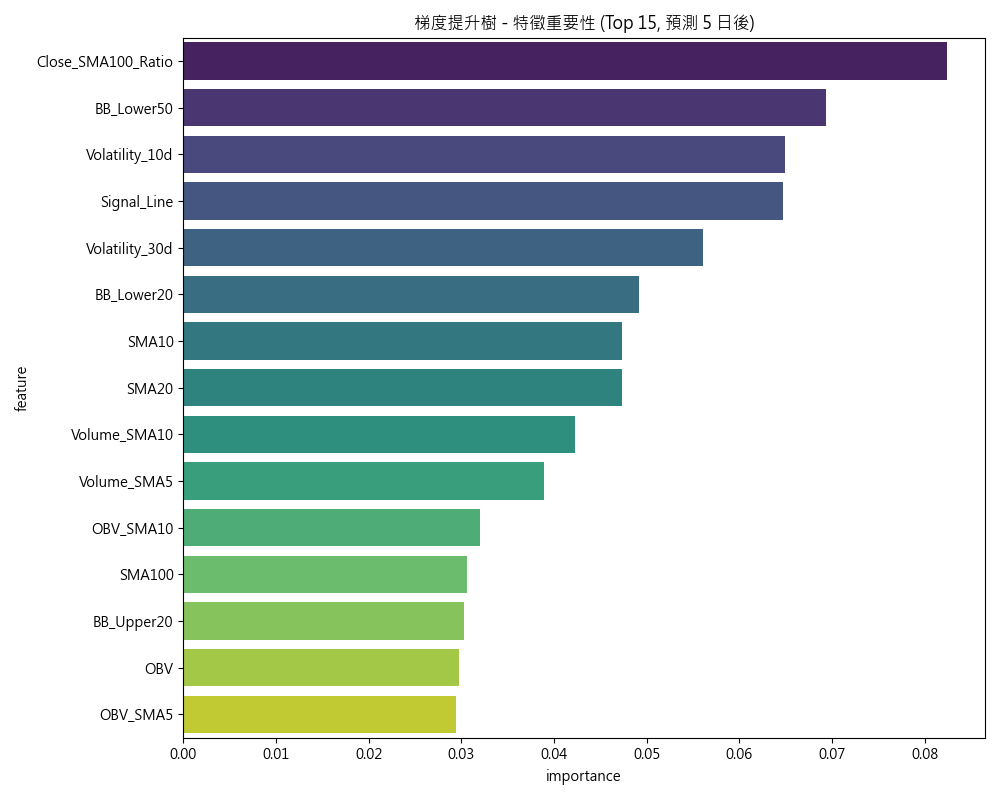 梯度提升樹 - 特徵重要性 (Top 15, 預測 5 日後)
Close_SMA100_Ratio
BB_Lower50
Volatility_10d
Signal_Line
Volatility_30d
BB_Lower20
SMA10
SMA20
Volume_SMA10
Volume_SMA5
OBV_SMA10
SMA100
BB_Upper20
OBV
OBV_SMA5
feature
0.00 0.01 0.02 0.03 0.04 0.05 0.06 0.07 0.08
importance